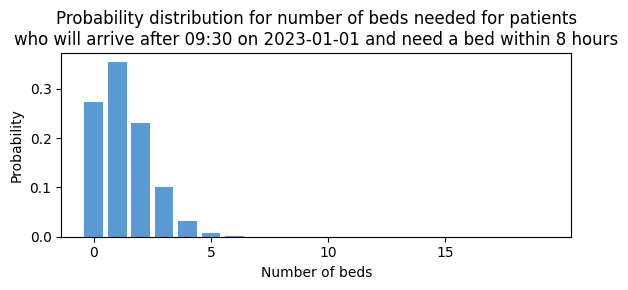 Probability distribution for number of beds needed for patients
who will arrive after 09:30 on 2023-01-01 and need a bed within 8 hours
Probability
0.3
0.2
0.1
0.0
0 5 10 15
Number of beds